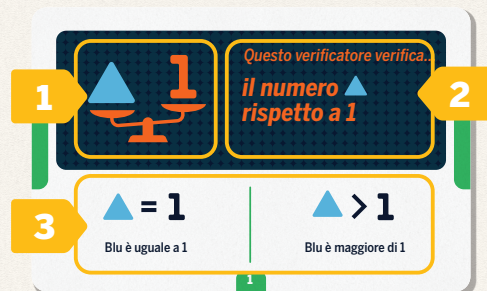 1
1
Questo verificatore verifica...
il numero
rispetto a 1
2
3
= 1
> 1
Blu è uguale a 1
Blu è maggiore di 1
1